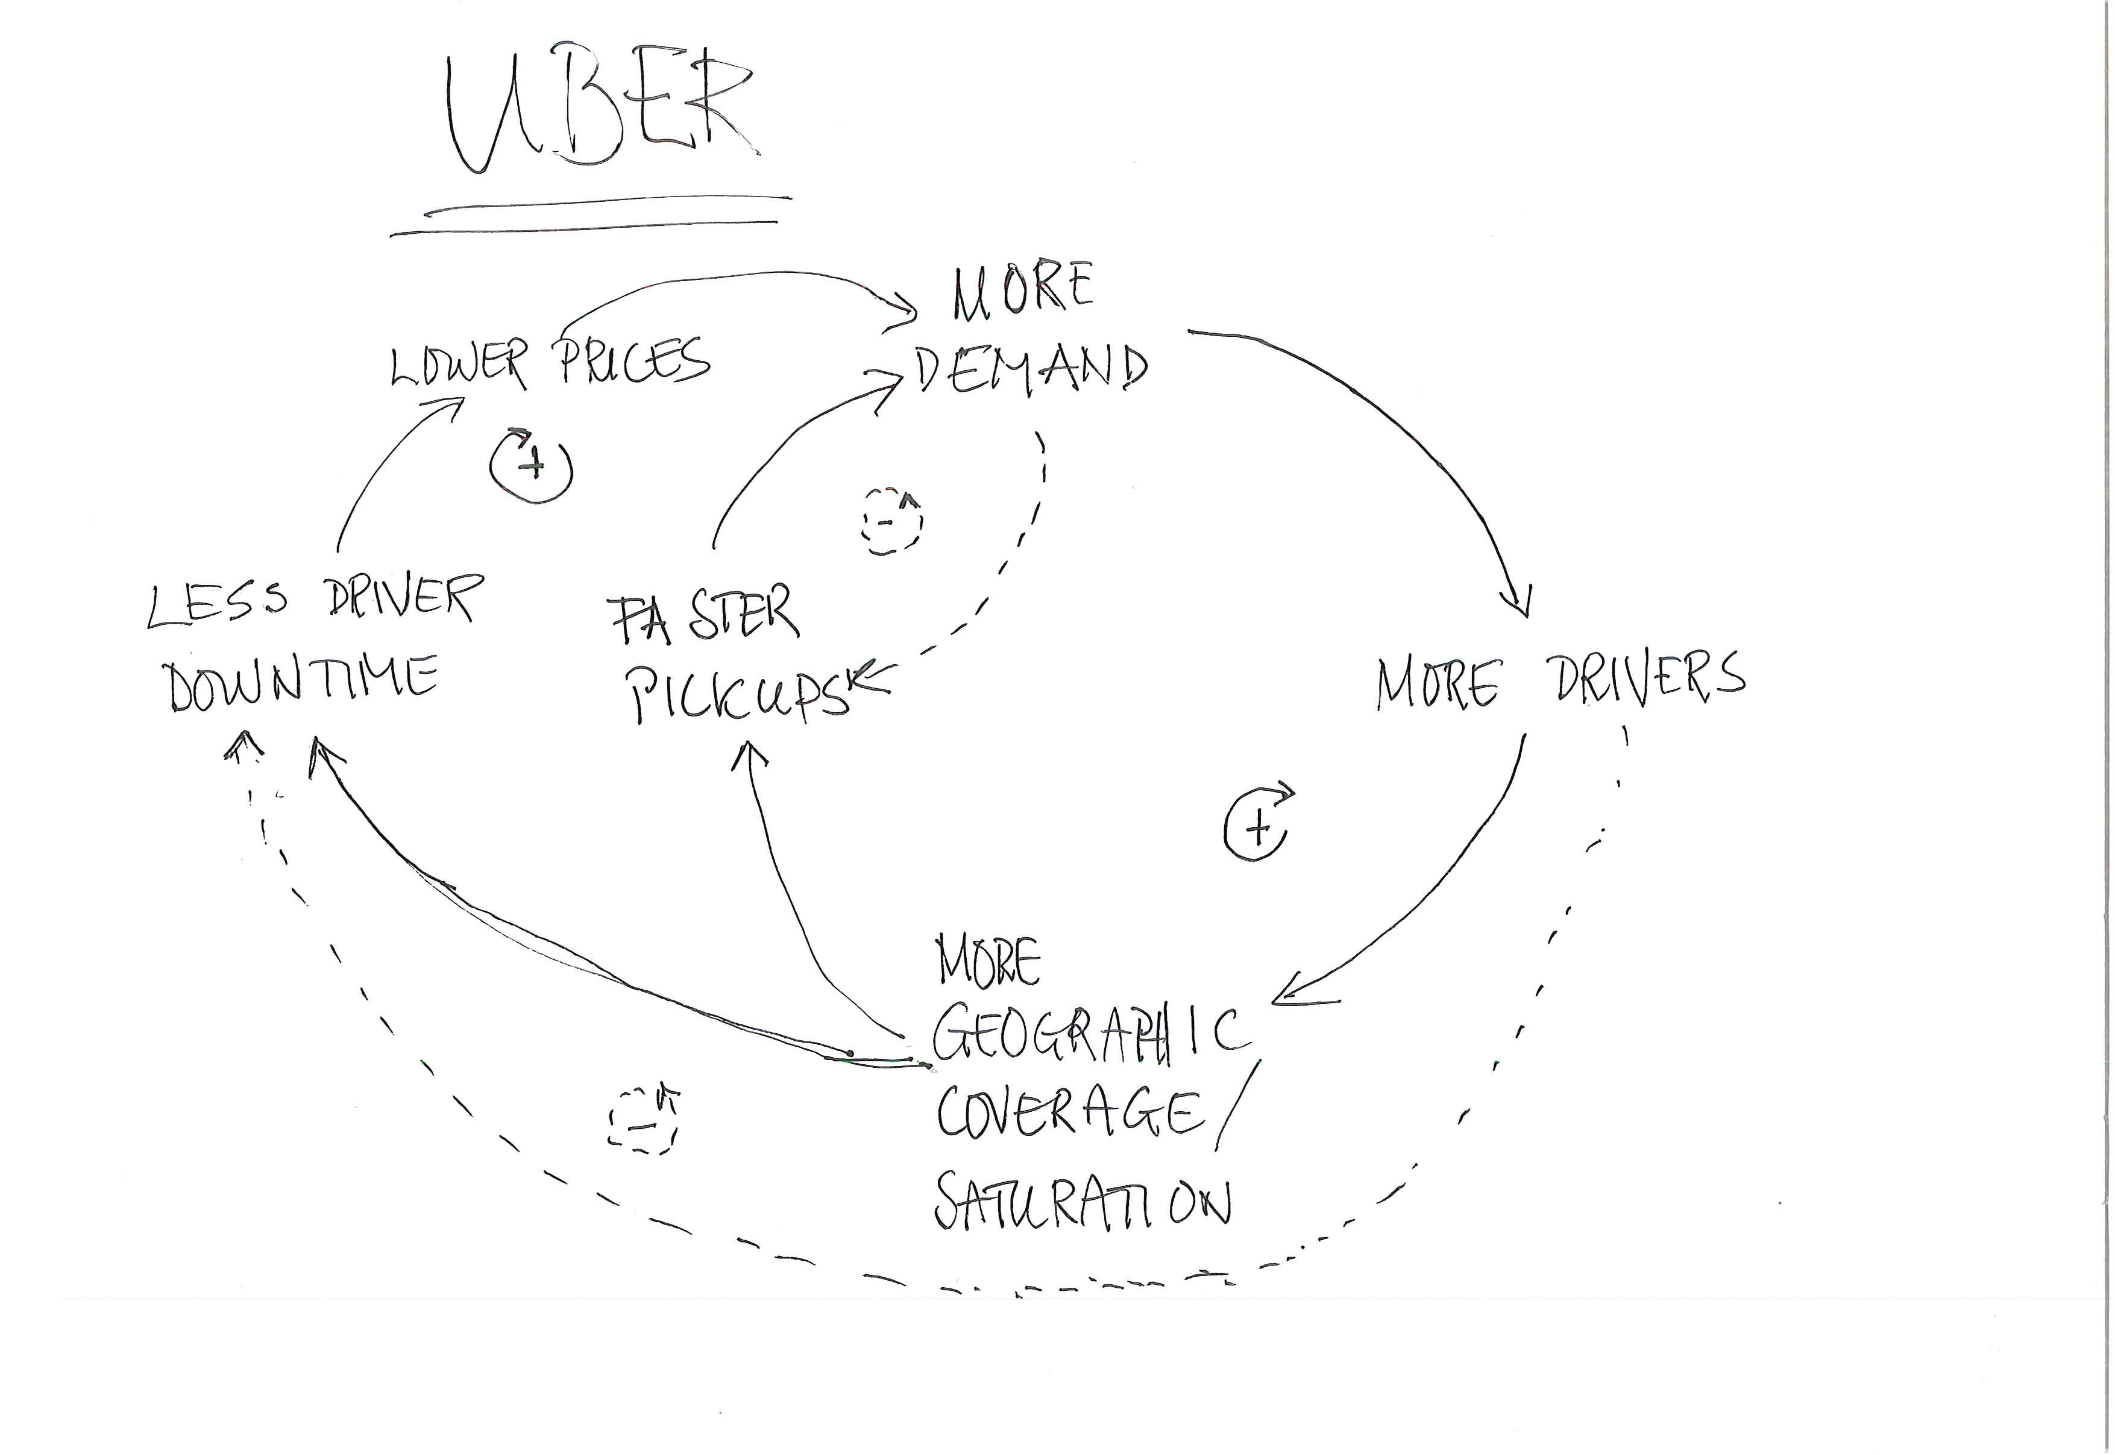 UBER
MORE
DEMAND
LOWER PRICES
+
-
LESS DRIVER
DOWNTIME
FASTER
PICKUPS
MORE DRIVERS
+
MORE
GEOGRAPHIC
COVERAGE/
SATURATION
-